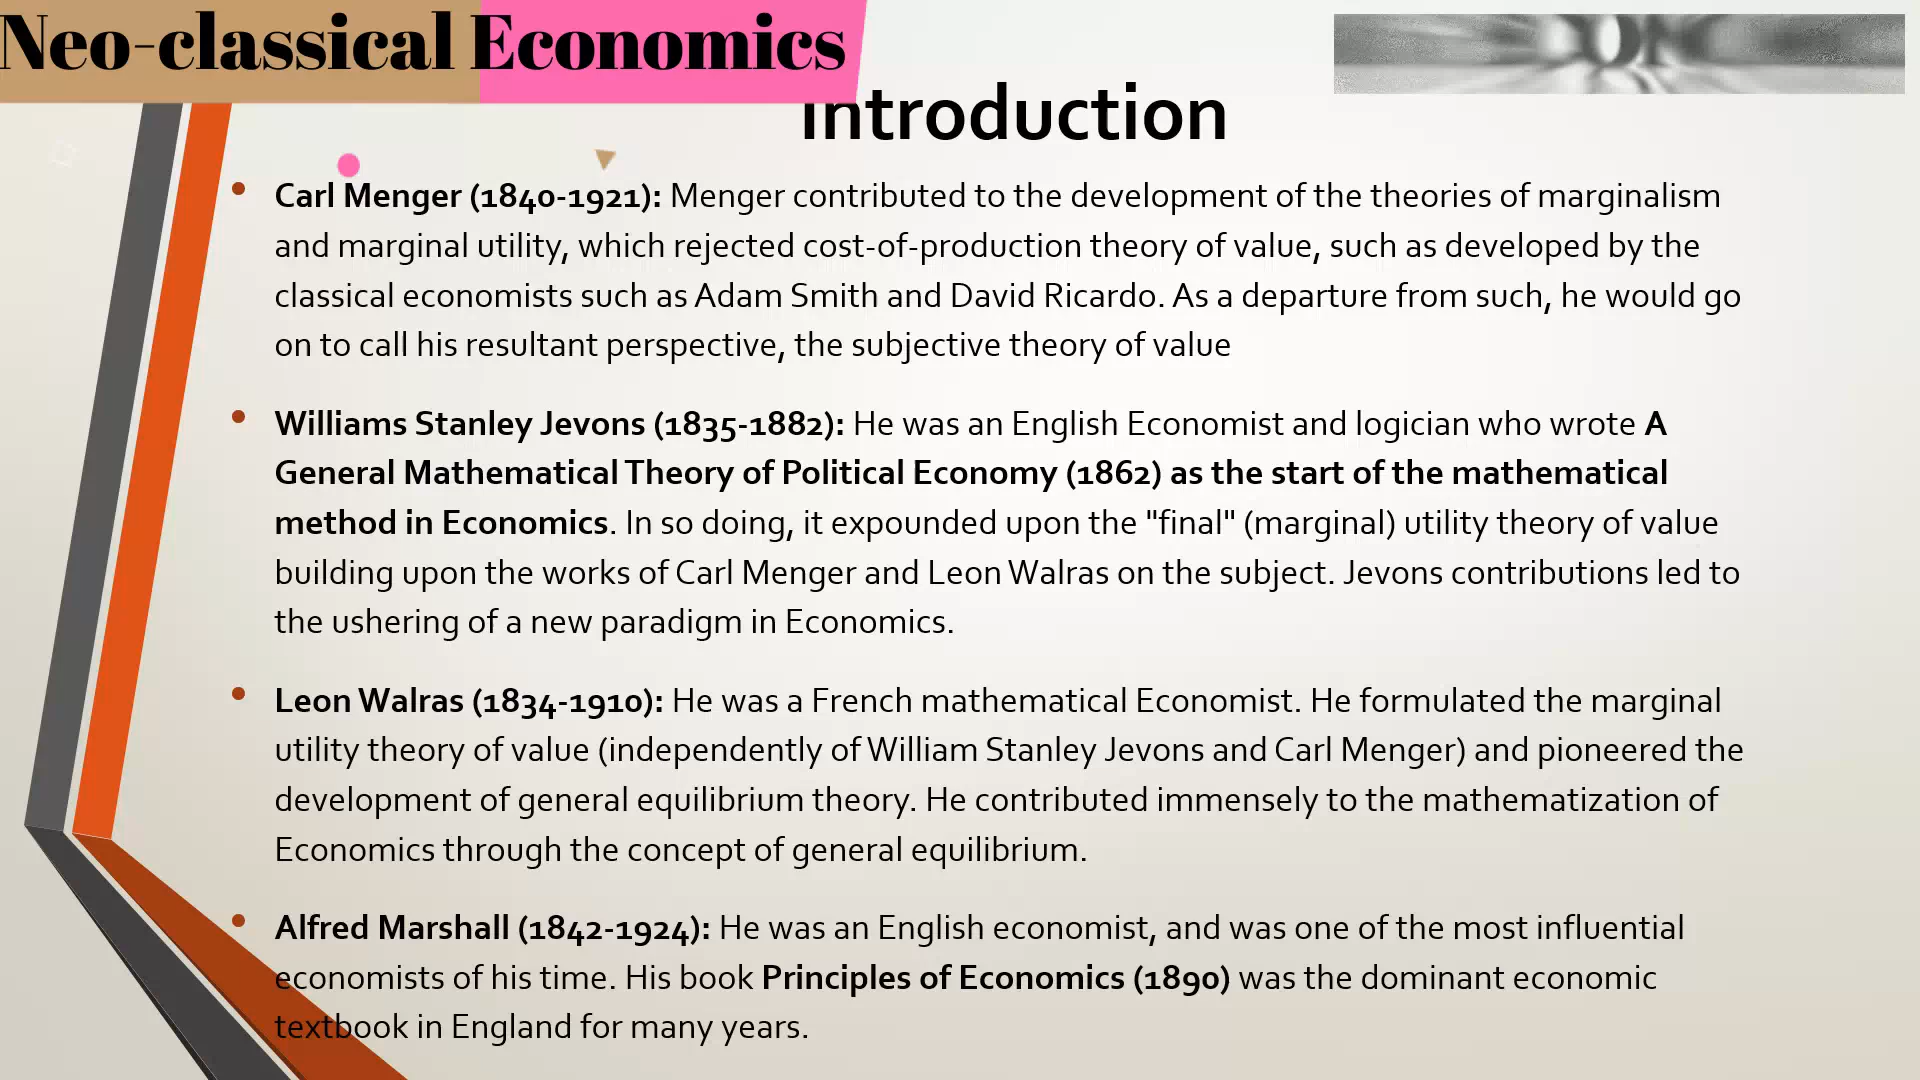 Neo-classical Economics
Introduction
• Carl Menger (1840-1921): Menger contributed to the development of the theories of marginalism
and marginal utility, which rejected cost-of-production theory of value, such as developed by the
classical economists such as Adam Smith and David Ricardo. As a departure from such, he would go
on to call his resultant perspective, the subjective theory of value
• Williams Stanley Jevons (1835-1882): He was an English Economist and logician who wrote A
General Mathematical Theory of Political Economy (1862) as the start of the mathematical
method in Economics. In so doing, it expounded upon the "final" (marginal) utility theory of value
building upon the works of Carl Menger and Leon Walras on the subject. Jevons contributions led to
the ushering of a new paradigm in Economics.
• Leon Walras (1834-1910): He was a French mathematical Economist. He formulated the marginal
utility theory of value (independently of William Stanley Jevons and Carl Menger) and pioneered the
development of general equilibrium theory. He contributed immensely to the mathematization of
Economics through the concept of general equilibrium.
• Alfred Marshall (1842-1924): He was an English economist, and was one of the most influential
economists of his time. His book Principles of Economics (1890) was the dominant economic
textbook in England for many years.